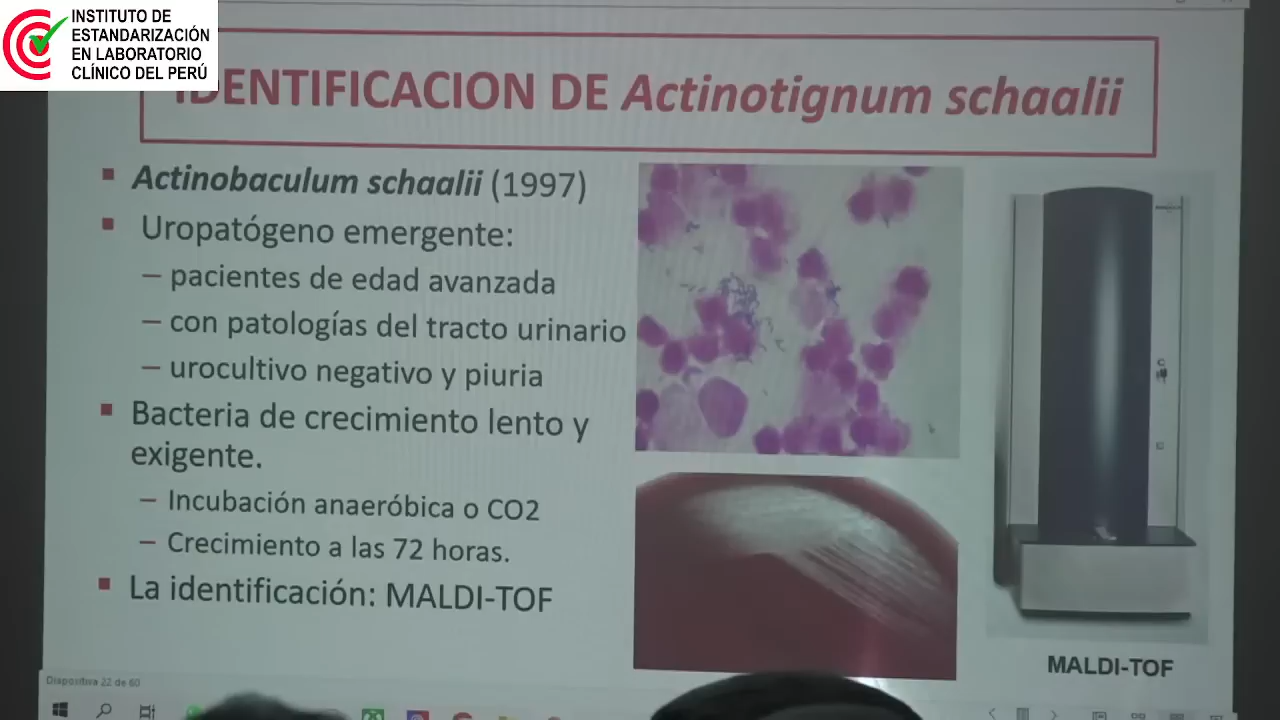 INSTITUTO DE
ESTANDARIZACIÓN
EN LABORATORIO
CLÍNICO DEL PERÚ
IDENTIFICACION DE Actinotignum schaalii
Actinobaculum schaalii (1997)
Uropatógeno emergente:
– pacientes de edad avanzada
– con patologías del tracto urinario
– urocultivo negativo y piuria
Bacteria de crecimiento lento y
exigente.
– Incubación anaeróbica o CO2
– Crecimiento a las 72 horas.
La identificación: MALDI-TOF
MALDI-TOF
Diapositiva 22 de 60